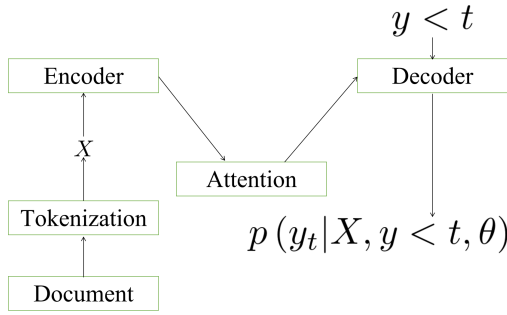 y < t
Encoder
Decoder
X
Attention
Tokenization
p (y_t|X, y < t, θ)
Document